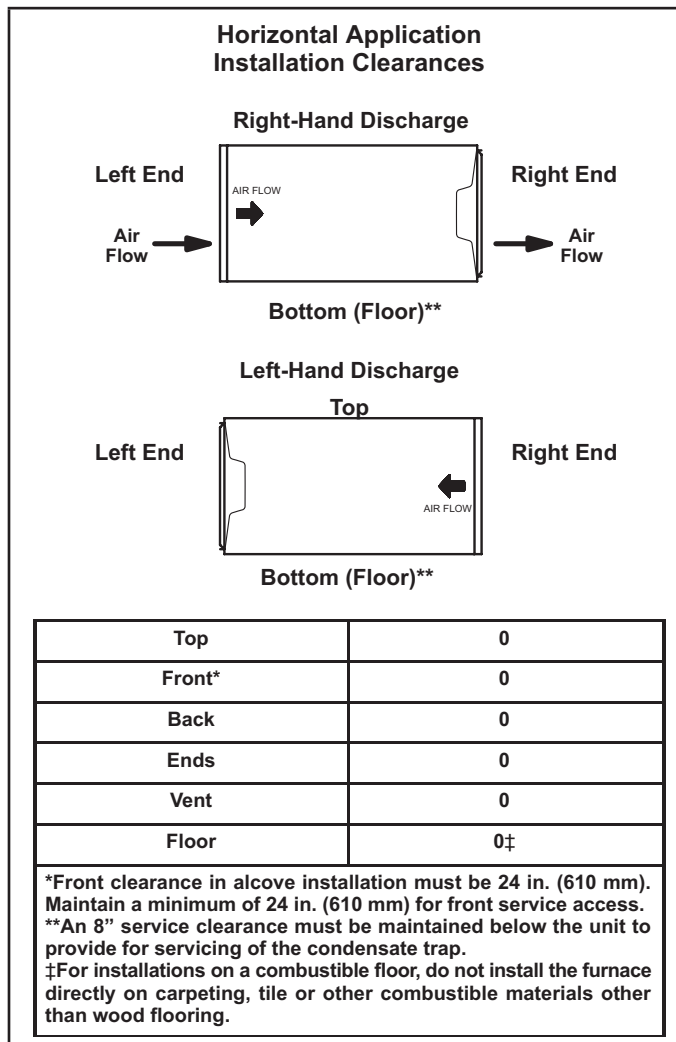 Horizontal Application
Installation Clearances
Right-Hand Discharge
Left End
Right End
AIR FLOW
Air
Flow
Air
Flow
Bottom (Floor)**
Left-Hand Discharge
Top
Left End
Right End
AIR FLOW
Bottom (Floor)**
Top 0
Front* 0
Back 0
Ends 0
Vent 0
Floor 0‡
*Front clearance in alcove installation must be 24 in. (610 mm).
Maintain a minimum of 24 in. (610 mm) for front service access.
**An 8” service clearance must be maintained below the unit to
provide for servicing of the condensate trap.
‡For installations on a combustible floor, do not install the furnace
directly on carpeting, tile or other combustible materials other
than wood flooring.